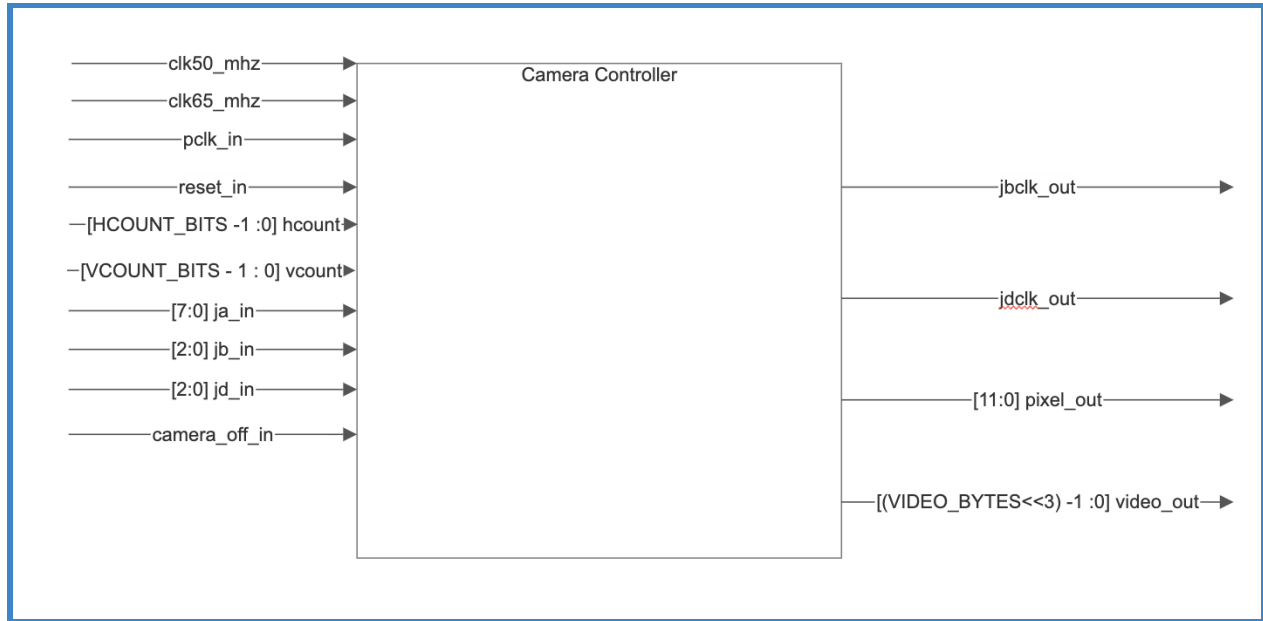 Camera Controller
clk50_mhz
clk65_mhz
pclk_in
reset_in
[HCOUNT_BITS -1 :0] hcount
[VCOUNT_BITS - 1 : 0] vcount
[7:0] ja_in
[2:0] jb_in
[2:0] jd_in
camera_off_in
jbclk_out
jdclk_out
[11:0] pixel_out
[(VIDEO_BYTES<<3) -1 :0] video_out